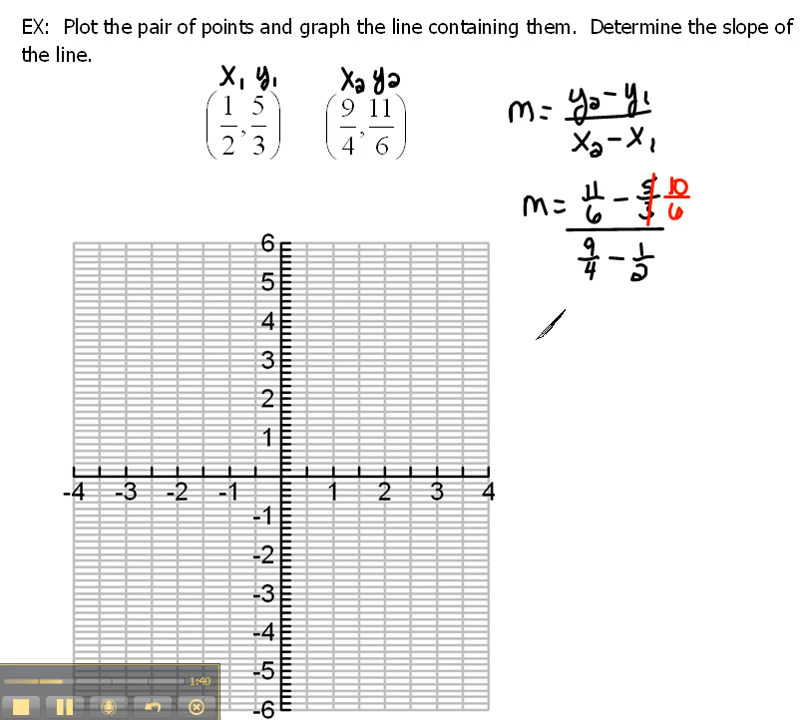 EX: Plot the pair of points and graph the line containing them. Determine the slope of
the line.
x₁ y₁ x₂ y₂
(1/2, 5/3) (9/4, 11/6)
m = y₂ - y₁ / x₂ - x₁
m = 11/6 - 5/3 10/6 / 9/4 - 1/2
6
5
4
3
2
1
-4 -3 -2 -1 1 2 3 4
-1
-2
-3
-4
-5
-6
1:40